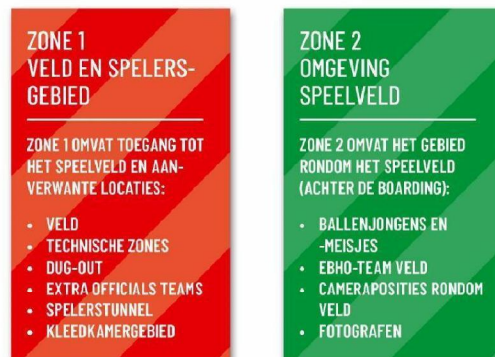 ZONE 1
VELD EN SPELERS-
GEBIED
ZONE 1 OMVAT TOEGANG TOT
HET SPEELVELD EN AAN-
VERWANTE LOCATIES:
• VELD
• TECHNISCHE ZONES
• DUG-OUT
• EXTRA OFFICIALS TEAMS
• SPELERSTUNNEL
• KLEEDKAMERGEBIED
ZONE 2
OMGEVING
SPEELVELD
ZONE 2 OMVAT HET GEBIED
RONDOM HET SPEELVELD
(ACHTER DE BOARDING):
• BALLENJONGENS EN
-MEISJES
• EBHO-TEAM VELD
• CAMERAPOSITIES RONDOM
VELD
• FOTOGRAFEN